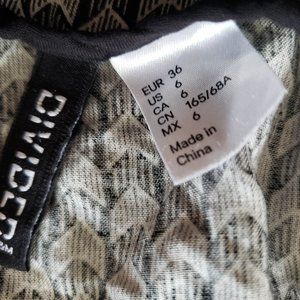 DIVIDED
EUR 36
US 6
CA 6
CN 165/68A
MX 6
Made in
China